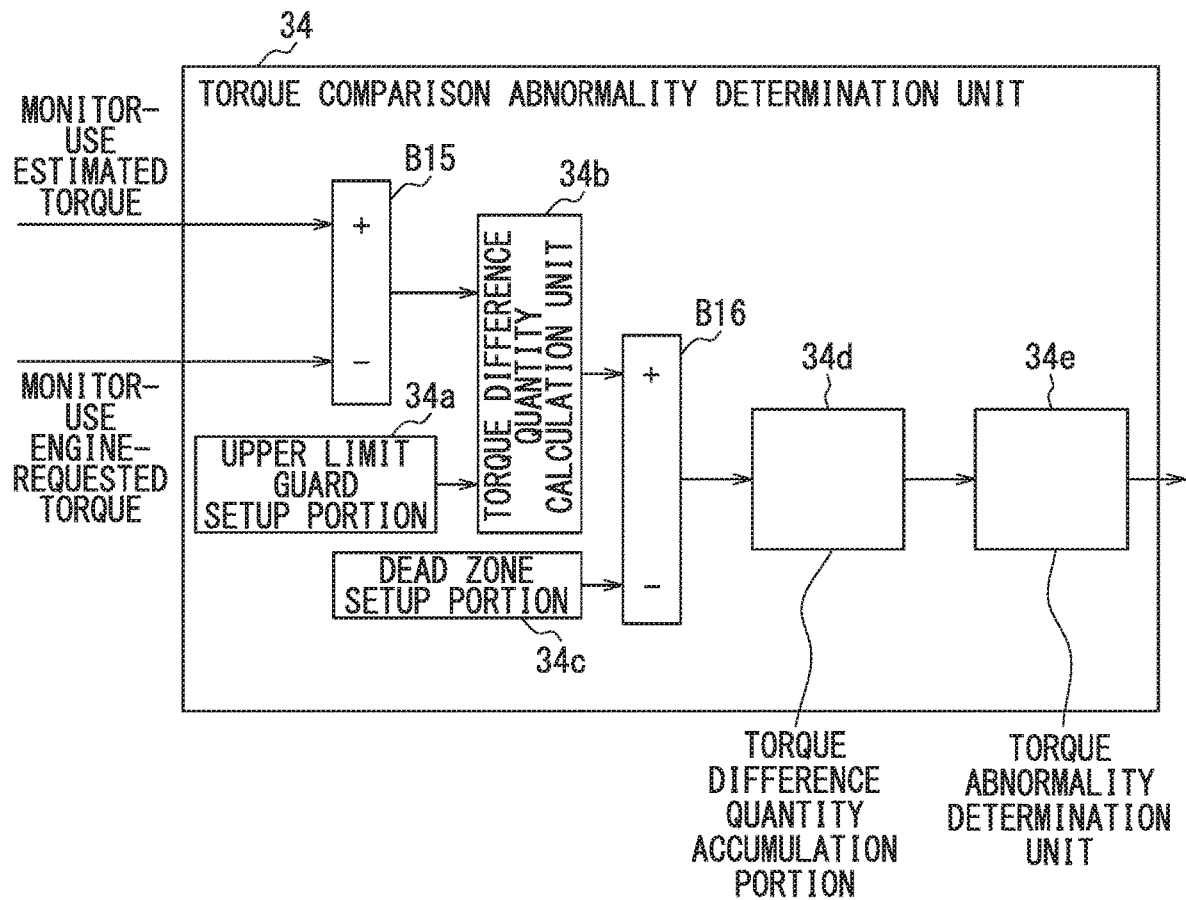 34
TORQUE COMPARISON ABNORMALITY DETERMINATION UNIT
MONITOR-
USE
ESTIMATED
TORQUE
B15
+
−
34b
TORQUE DIFFERENCE
QUANTITY
CALCULATION UNIT
MONITOR-
USE
ENGINE-
REQUESTED
TORQUE
34a
UPPER LIMIT
GUARD
SETUP PORTION
B16
+
−
DEAD ZONE
SETUP PORTION
34c
34d
34e
TORQUE
DIFFERENCE
QUANTITY
ACCUMULATION
PORTION
TORQUE
ABNORMALITY
DETERMINATION
UNIT